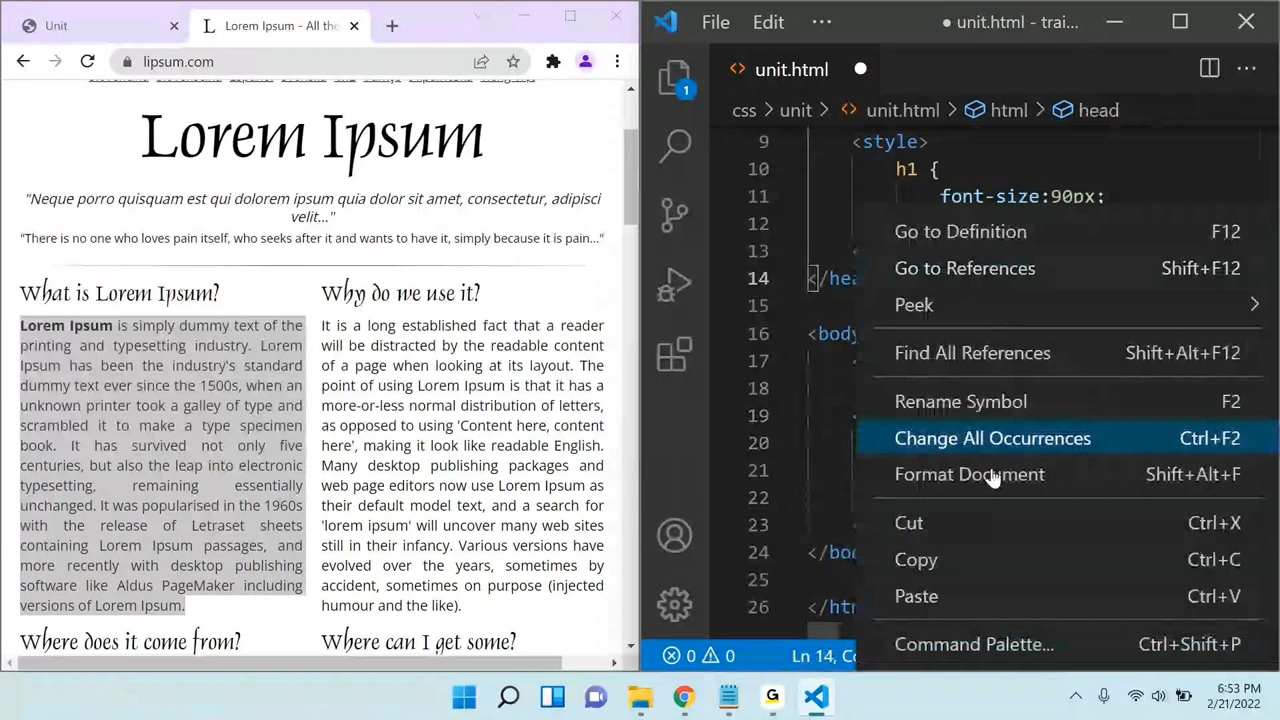 Unit
Lorem Ipsum - All the
lipsum.com
Lorem Ipsum
"Neque porro quisquam est qui dolorem ipsum quia dolor sit amet, consectetur, adipisci
velit..."
"There is no one who loves pain itself, who seeks after it and wants to have it, simply because it is pain..."
What is Lorem Ipsum?
Lorem Ipsum is simply dummy text of the
printing and typesetting industry. Lorem
Ipsum has been the industry's standard
dummy text ever since the 1500s, when an
unknown printer took a galley of type and
scrambled it to make a type specimen
book. It has survived not only five
centuries, but also the leap into electronic
typesetting, remaining essentially
unchanged. It was popularised in the 1960s
with the release of Letraset sheets
containing Lorem Ipsum passages, and
more recently with desktop publishing
software like Aldus PageMaker including
versions of Lorem Ipsum.
Where does it come from?
Why do we use it?
It is a long established fact that a reader
will be distracted by the readable content
of a page when looking at its layout. The
point of using Lorem Ipsum is that it has a
more-or-less normal distribution of letters,
as opposed to using 'Content here, content
here', making it look like readable English.
Many desktop publishing packages and
web page editors now use Lorem Ipsum as
their default model text, and a search for
'lorem ipsum' will uncover many web sites
still in their infancy. Various versions have
evolved over the years, sometimes by
accident, sometimes on purpose (injected
humour and the like).
Where can I get some?
File Edit ··· ● unit.html - trai...
1
unit.html
css > unit > unit.html > html > head
9 <style>
10 h1 {
11 font-size:90px;
12
13 <
14 </hea
15
16 <body
17
18
19
20
21
22
23
24 </bod
25
26 </htm
Go to Definition F12
Go to References Shift+F12
Peek >
Find All References Shift+Alt+F12
Rename Symbol F2
Change All Occurrences Ctrl+F2
Format Document Shift+Alt+F
Cut Ctrl+X
Copy Ctrl+C
Paste Ctrl+V
Command Palette... Ctrl+Shift+P
0 0 Ln 14, Co
G
6:53 PM
2/21/2022